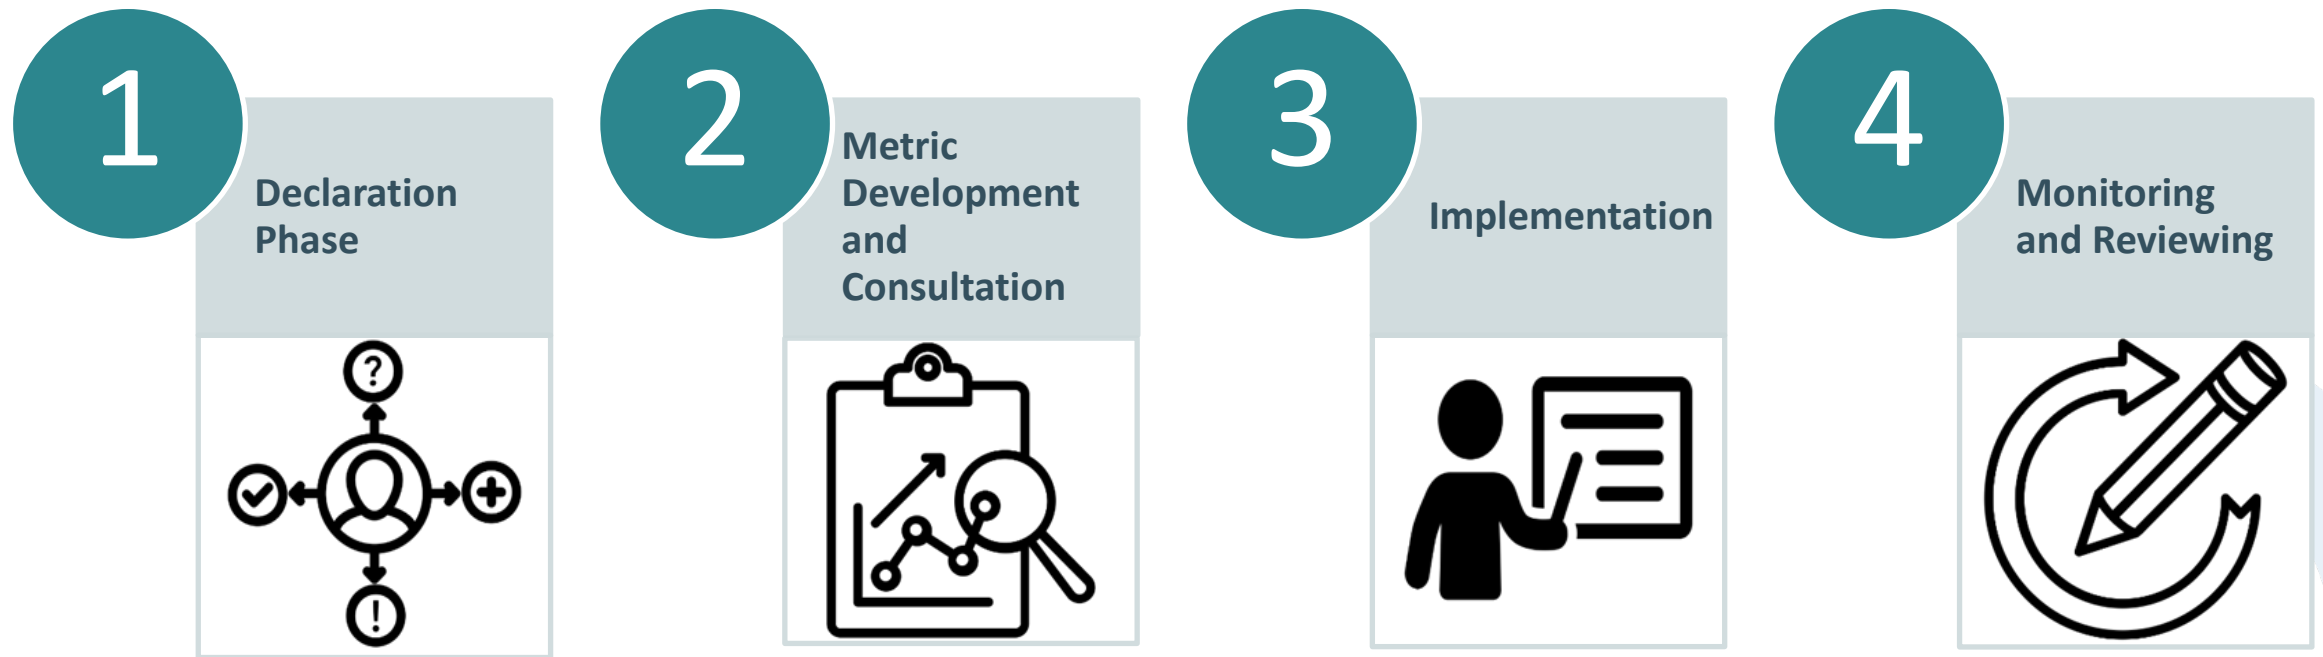 1
Declaration
Phase
?
!
2
Metric
Development
and
Consultation
3
Implementation
4
Monitoring
and Reviewing